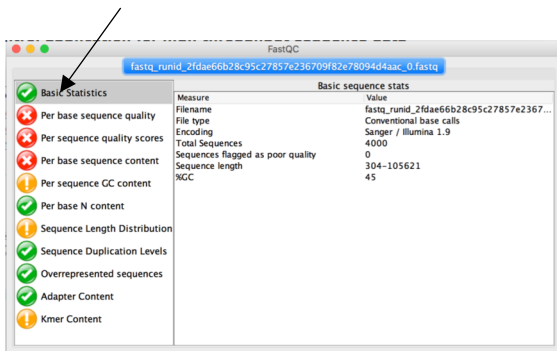 FastQC
fastq_runid_2fdae66b28c95c27857e236709f82e78094d4aac_0.fastq
Basic Statistics
Per base sequence quality
Per sequence quality scores
Per base sequence content
Per sequence GC content
Per base N content
Sequence Length Distribution
Sequence Duplication Levels
Overrepresented sequences
Adapter Content
Kmer Content
Basic sequence stats
Measure Value
Filename fastq_runid_2fdae66b28c95c27857e2367...
File type Conventional base calls
Encoding Sanger / Illumina 1.9
Total Sequences 4000
Sequences flagged as poor quality 0
Sequence length 304-105621
%GC 45